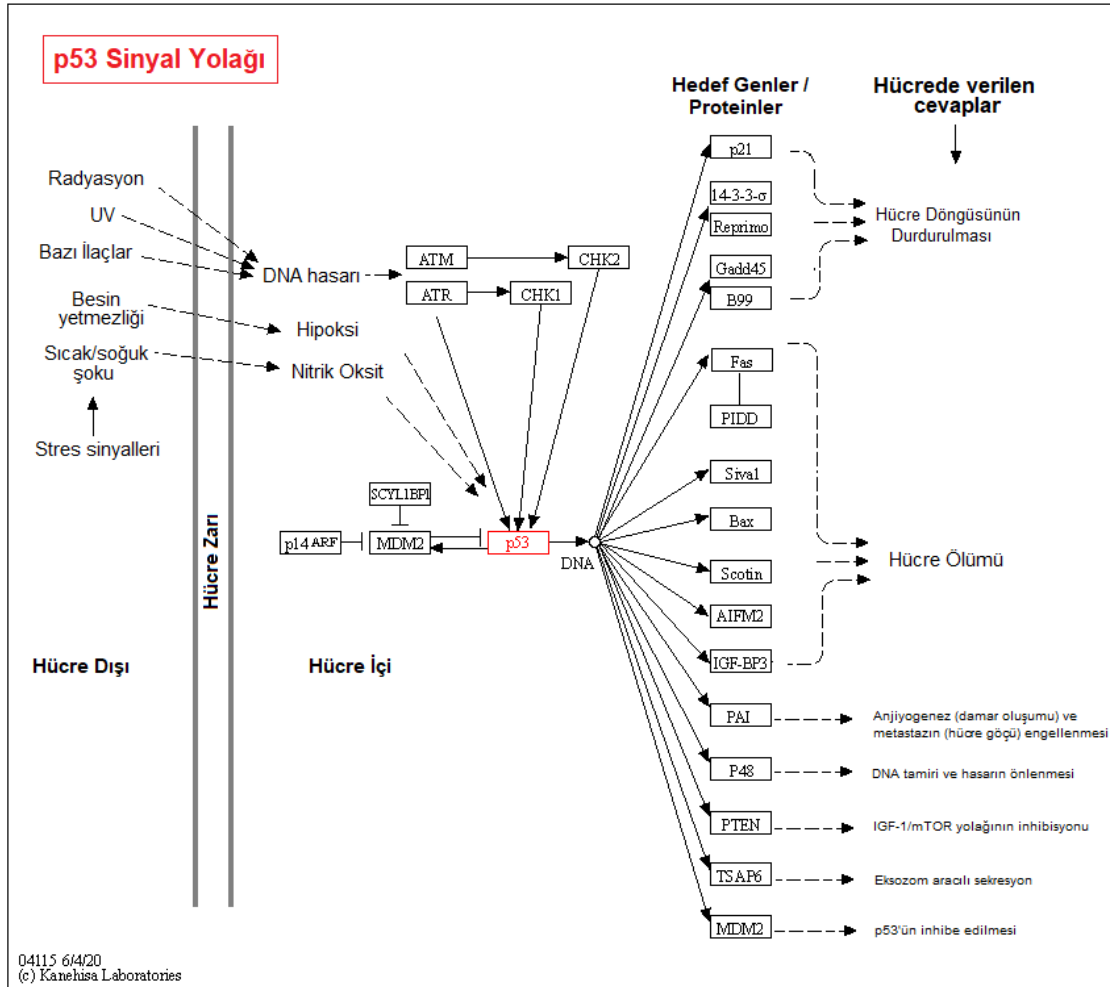 p53 Sinyal Yolağı
Hedef Genler /
Proteinler
Hücrede verilen
cevaplar
Radyasyon
UV
Bazı İlaçlar
Besin
yetmezliği
Sıcak/soğuk
şoku
Stres sinyalleri
Hücre Zarı
DNA hasarı
Hipoksi
Nitrik Oksit
ATM
CHK2
ATR
CHK1
SCYL1BP1
p14ARF
MDM2
p53
DNA
Hücre Dışı
Hücre İçi
p21
14-3-3-σ
Reprimo
Gadd45
B99
Fas
PIDD
Siva1
Bax
Scotin
AIFM2
IGF-BP3
PAI
P48
PTEN
TSAP6
MDM2
Hücre Döngüsünün
Durdurulması
Hücre Ölümü
Anjiyogenez (damar oluşumu) ve
metastazın (hücre göçü) engellenmesi
DNA tamiri ve hasarın önlenmesi
IGF-1/mTOR yolağının inhibisyonu
Eksozom aracılı sekresyon
p53'ün inhibe edilmesi
04115 6/4/20
(c) Kanehisa Laboratories